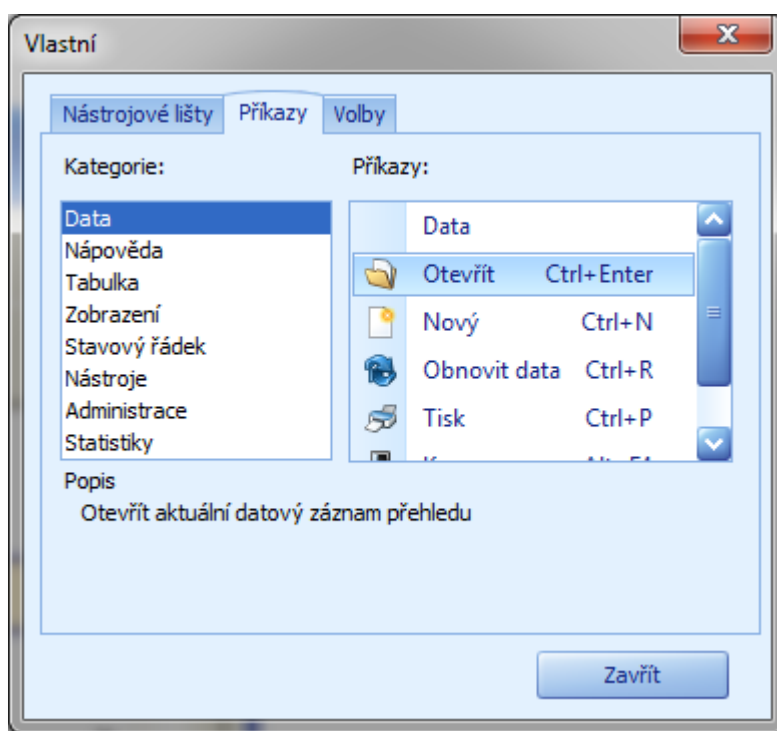 Vlastní
Nástrojové lišty Příkazy Volby
Kategorie:
Příkazy:
Data
Nápověda
Tabulka
Zobrazení
Stavový řádek
Nástroje
Administrace
Statistiky
Data
Otevřít Ctrl+Enter
Nový Ctrl+N
Obnovit data Ctrl+R
Tisk Ctrl+P
Popis
Otevřít aktuální datový záznam přehledu
Zavřít